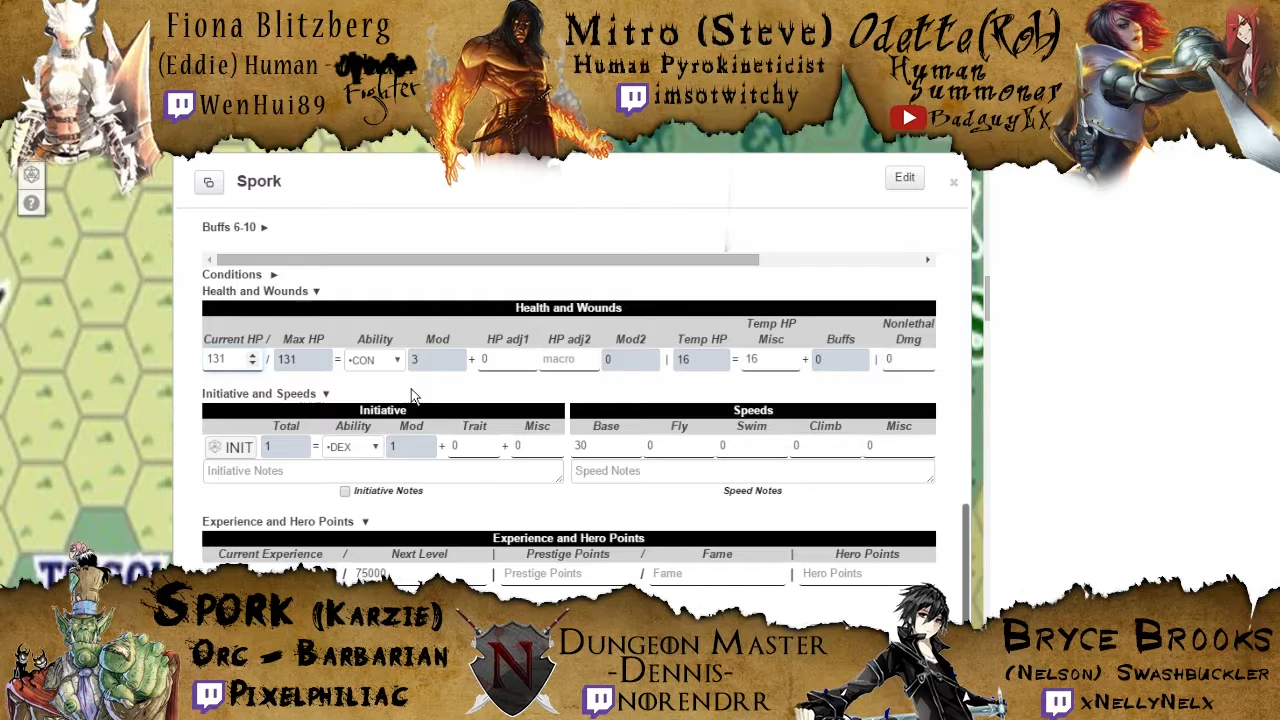 Fiona Blitzberg
(Eddie) Human -
Fighter
WenHui89
Mitro (Steve)
Human Pyrokineticist
imsotwitchy
Odette (Rob)
Human
Summoner
BadguyEX
Spork
Edit
×
Buffs 6-10 ►
Conditions ►
Health and Wounds ▼
Health and Wounds
Current HP / Max HP Ability Mod HP adj1 HP adj2 Mod2 Temp HP Temp HP Misc Buffs Nonlethal Dmg
131 / 131 = •CON 3 + 0 macro 0 | 16 = 16 + 0 | 0
Initiative and Speeds ▼
Initiative
Total Ability Mod Trait Misc
INIT 1 = •DEX 1 + 0 + 0
Initiative Notes
Initiative Notes
Speeds
Base Fly Swim Climb Misc
30 0 0 0 0
Speed Notes
Speed Notes
Experience and Hero Points ▼
Experience and Hero Points
Current Experience / Next Level | Prestige Points / Fame | Hero Points
/ 75000 | Prestige Points / Fame | Hero Points
Spork (Karzie)
Orc - Barbarian
Pixelphiliac
N
Dungeon Master
-Dennis-
norendrr
Bryce Brooks
(Nelson) Swashbuckler
xNellyNelx